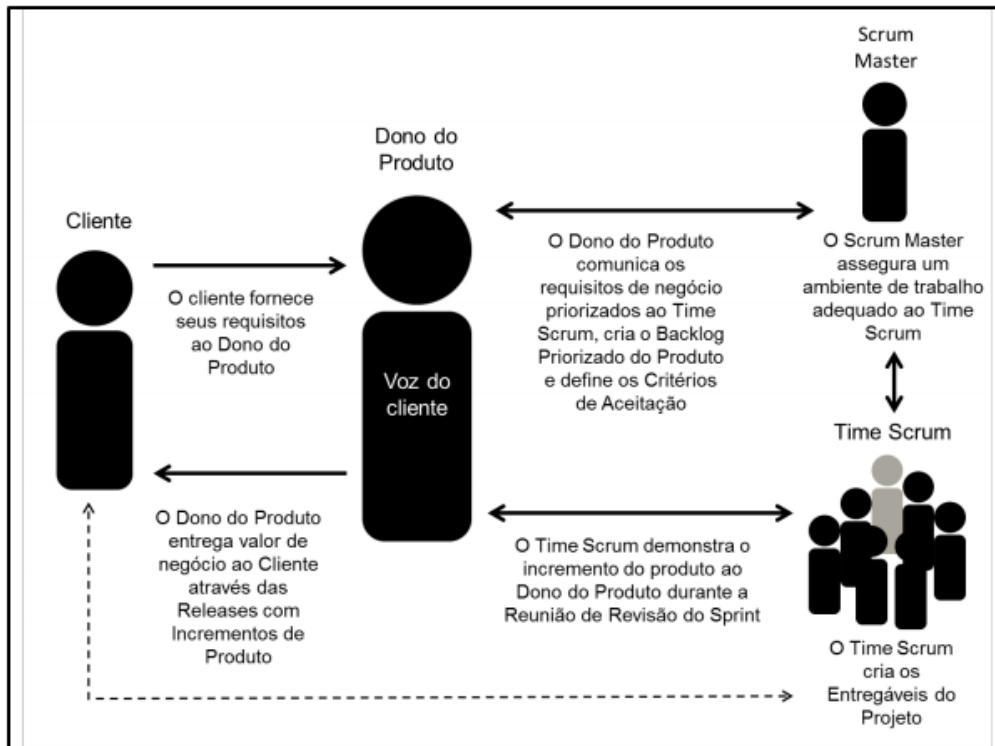 Scrum
Master
Dono do
Produto
Cliente
O cliente fornece
seus requisitos
ao Dono do
Produto
Voz do
cliente
O Dono do Produto
comunica os
requisitos de negócio
priorizados ao Time
Scrum, cria o Backlog
Priorizado do Produto
e define os Critérios
de Aceitação
O Scrum Master
assegura um
ambiente de trabalho
adequado ao Time
Scrum
Time Scrum
O Dono do Produto
entrega valor de
negócio ao Cliente
através das
Releases com
Incrementos de
Produto
O Time Scrum demonstra o
incremento do produto ao
Dono do Produto durante a
Reunião de Revisão do Sprint
O Time Scrum
cria os
Entregáveis do
Projeto